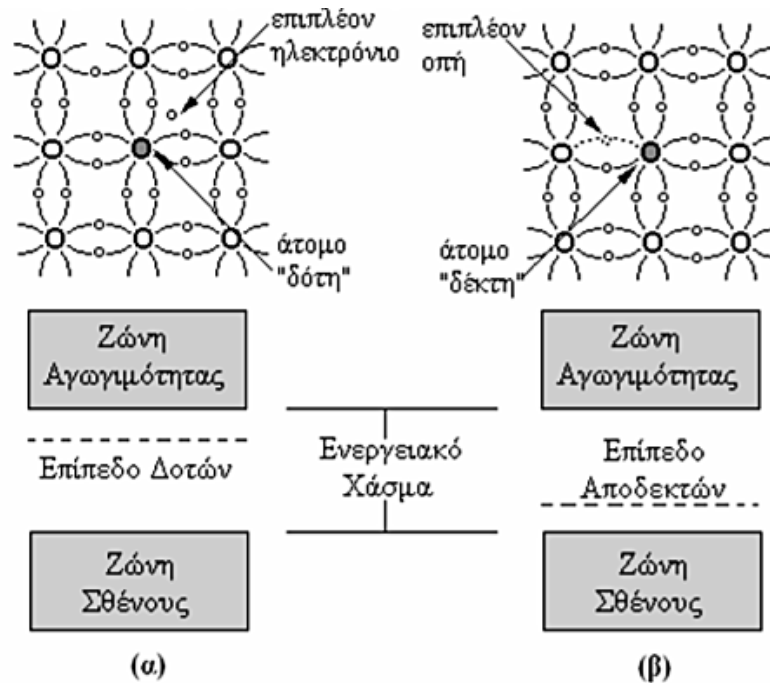 επιπλέον
ηλεκτρόνιο
άτομο
"δότη"
επιπλέον
οπή
άτομο
"δέκτη"
Ζώνη
Αγωγιμότητας
Επίπεδο Δοτών
Ζώνη
Σθένους
Ενεργειακό
Χάσμα
Ζώνη
Αγωγιμότητας
Επίπεδο
Αποδεκτών
Ζώνη
Σθένους
(α)
(β)